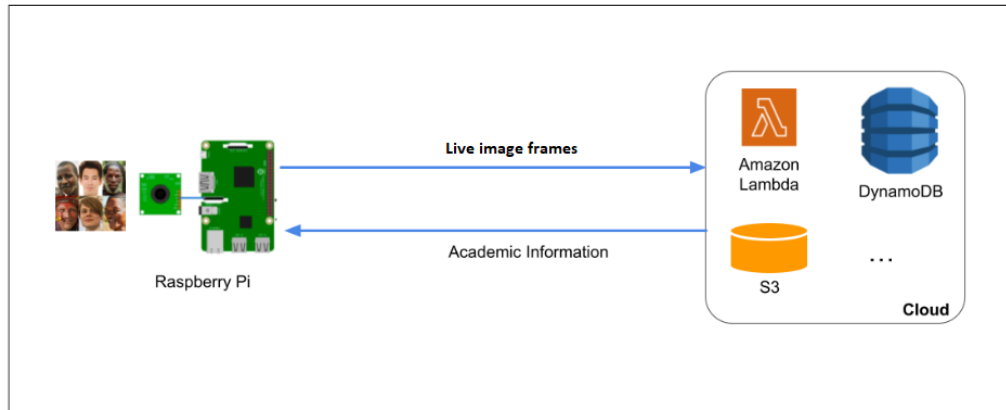 Live image frames
Amazon
Lambda
DynamoDB
Academic Information
Raspberry Pi
S3
...
Cloud